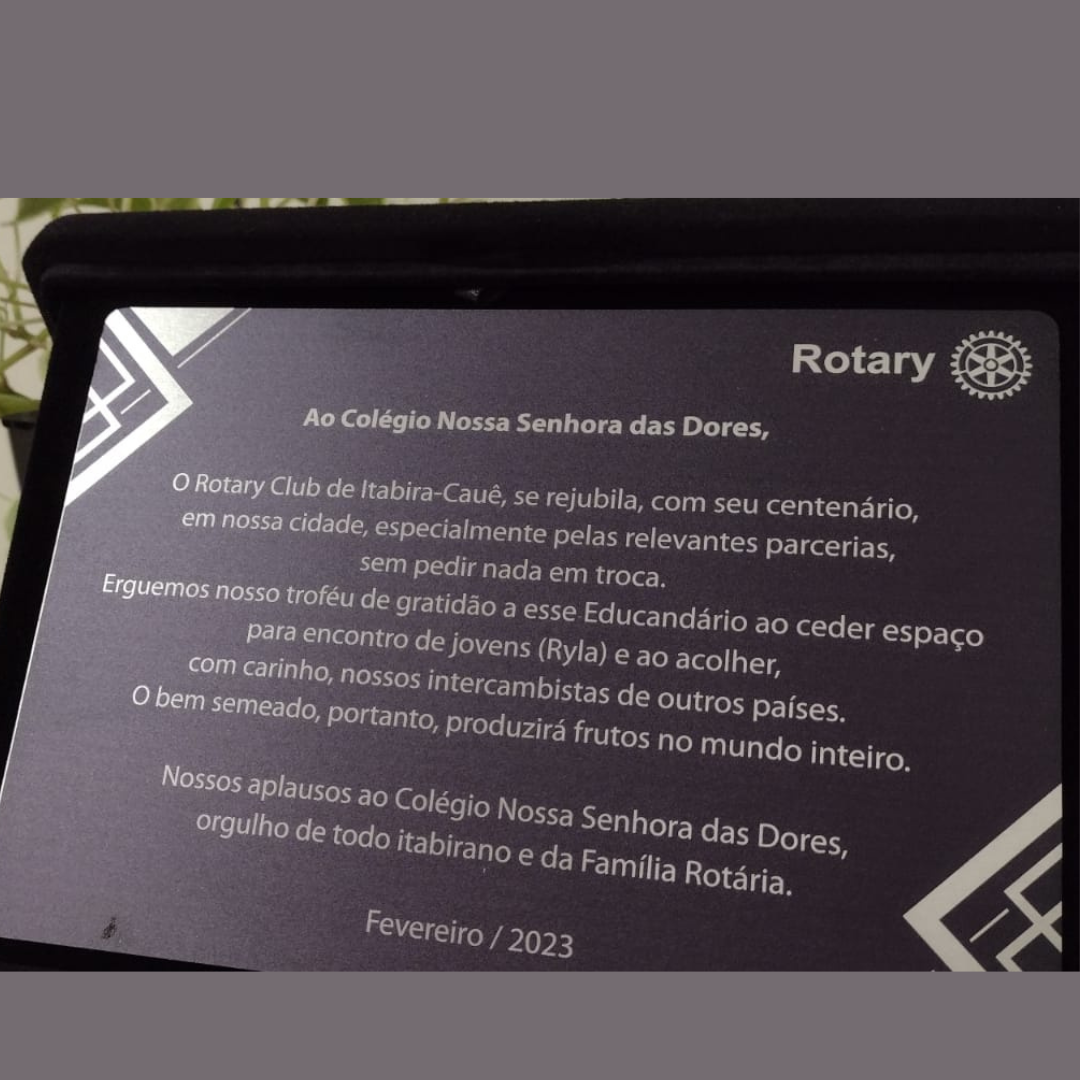 Rotary
Ao Colégio Nossa Senhora das Dores,
O Rotary Club de Itabira-Cauê, se rejubila, com seu centenário,
em nossa cidade, especialmente pelas relevantes parcerias,
sem pedir nada em troca.
Erguemos nosso troféu de gratidão a esse Educandário ao ceder espaço
para encontro de jovens (Ryla) e ao acolher,
com carinho, nossos intercambistas de outros países.
O bem semeado, portanto, produzirá frutos no mundo inteiro.
Nossos aplausos ao Colégio Nossa Senhora das Dores,
orgulho de todo itabirano e da Família Rotária.
Fevereiro / 2023